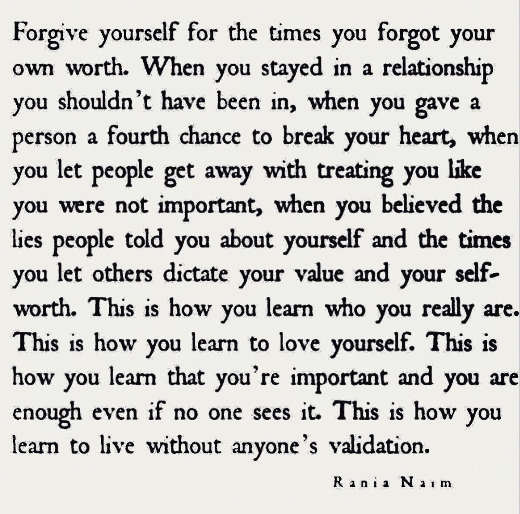 Forgive yourself for the times you forgot your
own worth. When you stayed in a relationship
you shouldn't have been in, when you gave a
person a fourth chance to break your heart, when
you let people get away with treating you like
you were not important, when you believed the
lies people told you about yourself and the times
you let others dictate your value and your self-
worth. This is how you learn who you really are.
This is how you learn to love yourself. This is
how you learn that you're important and you are
enough even if no one sees it. This is how you
learn to live without anyone's validation.
Rania Naim